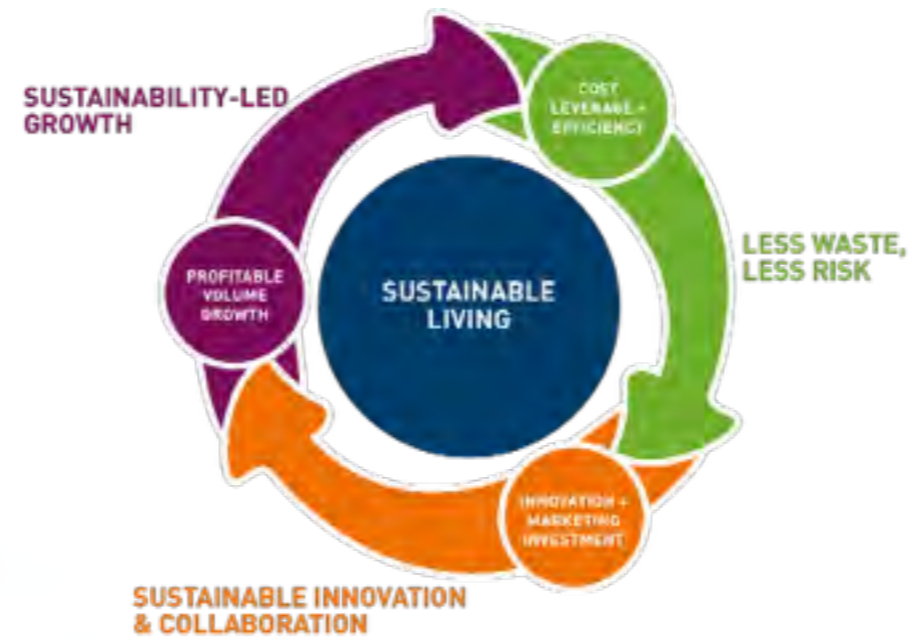 SUSTAINABILITY-LED
GROWTH
COST
LEVERAGE +
EFFICIENCY
LESS WASTE,
LESS RISK
PROFITABLE
VOLUME
GROWTH
SUSTAINABLE
LIVING
INNOVATION +
MARKETING
INVESTMENT
SUSTAINABLE INNOVATION
& COLLABORATION